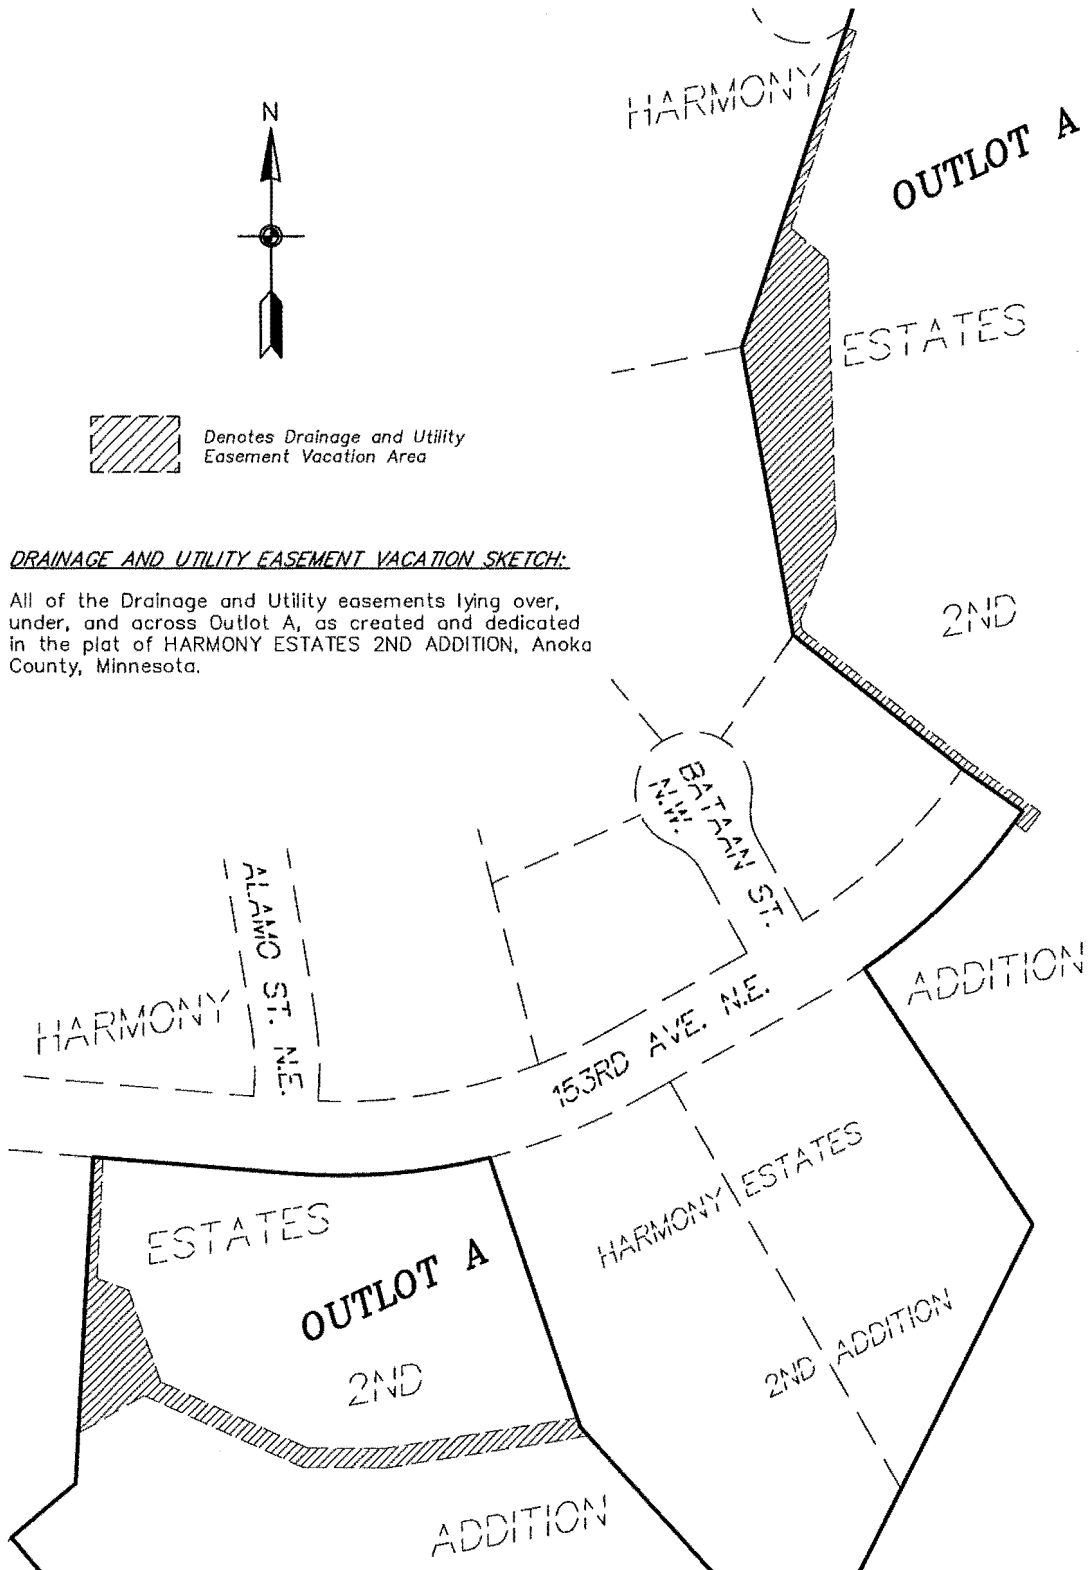 N
HARMONY
OUTLOT A
ESTATES
Denotes Drainage and Utility
Easement Vacation Area
DRAINAGE AND UTILITY EASEMENT VACATION SKETCH:
All of the Drainage and Utility easements lying over,
under, and across Outlot A, as created and dedicated
in the plat of HARMONY ESTATES 2ND ADDITION, Anoka
County, Minnesota.
2ND
BATAAN ST.
N.W.
ALAMO ST. N.E.
HARMONY
ADDITION
153RD AVE. N.E.
HARMONY ESTATES
ESTATES
OUTLOT A
2ND ADDITION
2ND
ADDITION